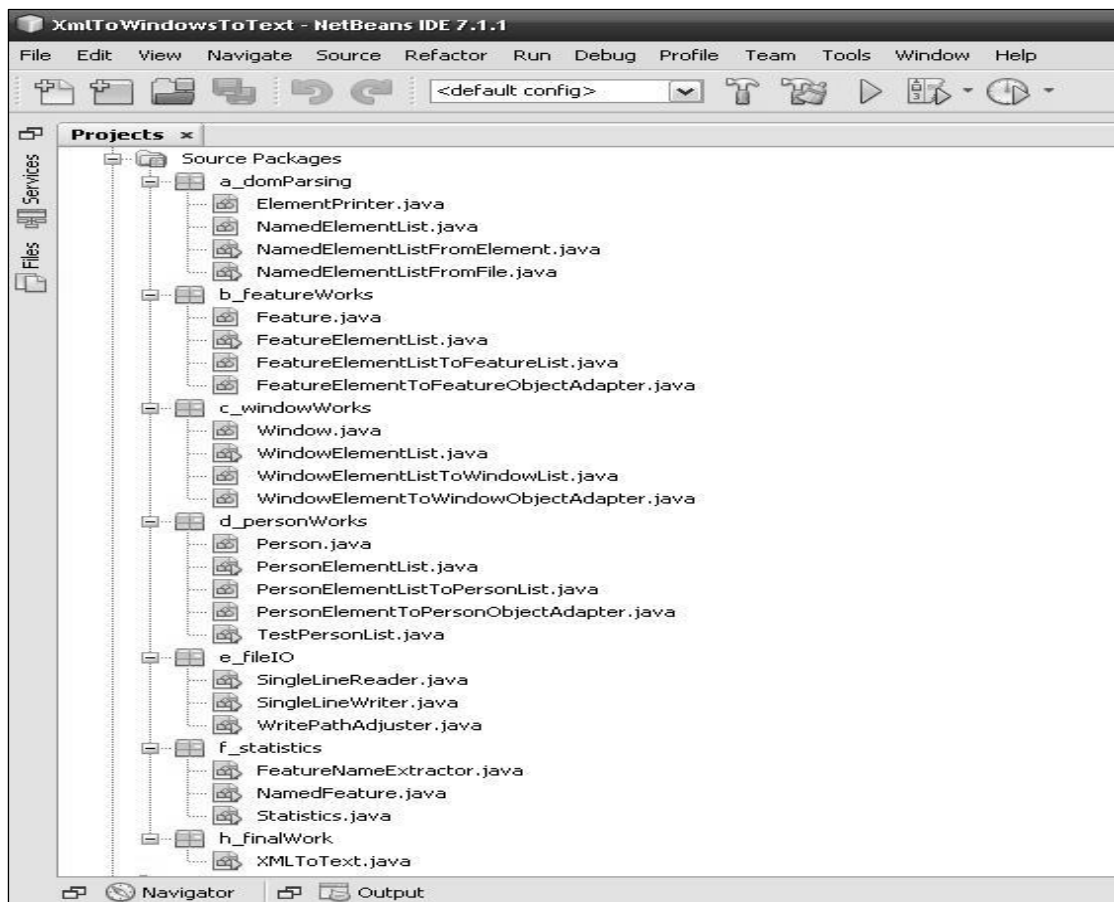 XmlToWindowsToText - NetBeans IDE 7.1.1
File Edit View Navigate Source Refactor Run Debug Profile Team Tools Window Help
<default config>
Projects
Services
Files
Source Packages
a_domParsing
ElementPrinter.java
NamedElementList.java
NamedElementListFromElement.java
NamedElementListFromFile.java
b_featureWorks
Feature.java
FeatureElementList.java
FeatureElementListToFeatureList.java
FeatureElementToFeatureObjectAdapter.java
c_windowWorks
Window.java
WindowElementList.java
WindowElementListToWindowList.java
WindowElementToWindowObjectAdapter.java
d_personWorks
Person.java
PersonElementList.java
PersonElementListToPersonList.java
PersonElementToPersonObjectAdapter.java
TestPersonList.java
e_fileIO
SingleLineReader.java
SingleLineWriter.java
WritePathAdjuster.java
f_statistics
FeatureNameExtractor.java
NamedFeature.java
Statistics.java
h_finalWork
XMLToText.java
Navigator Output